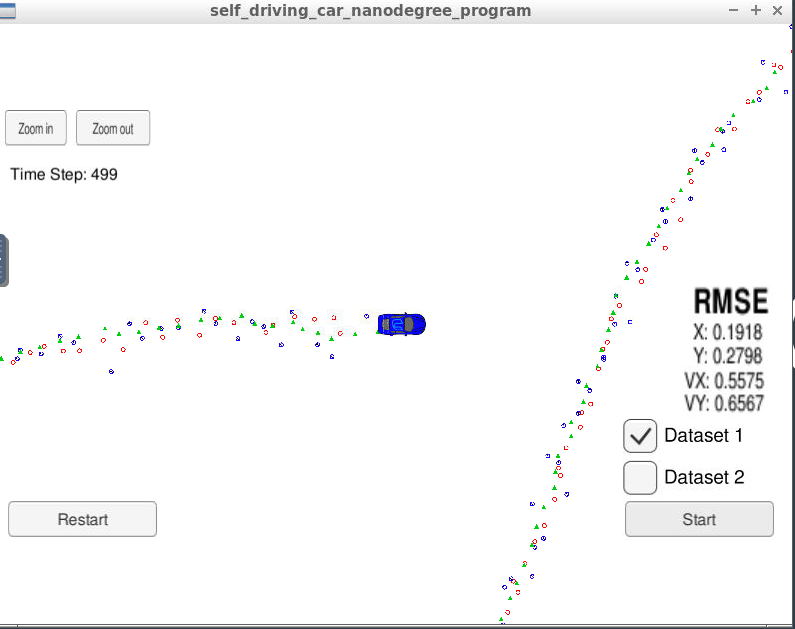 self_driving_car_nanodegree_program
Zoom in
Zoom out
Time Step: 499
RMSE
X: 0.1918
Y: 0.2798
VX: 0.5575
VY: 0.6567
Dataset 1
Dataset 2
Restart
Start